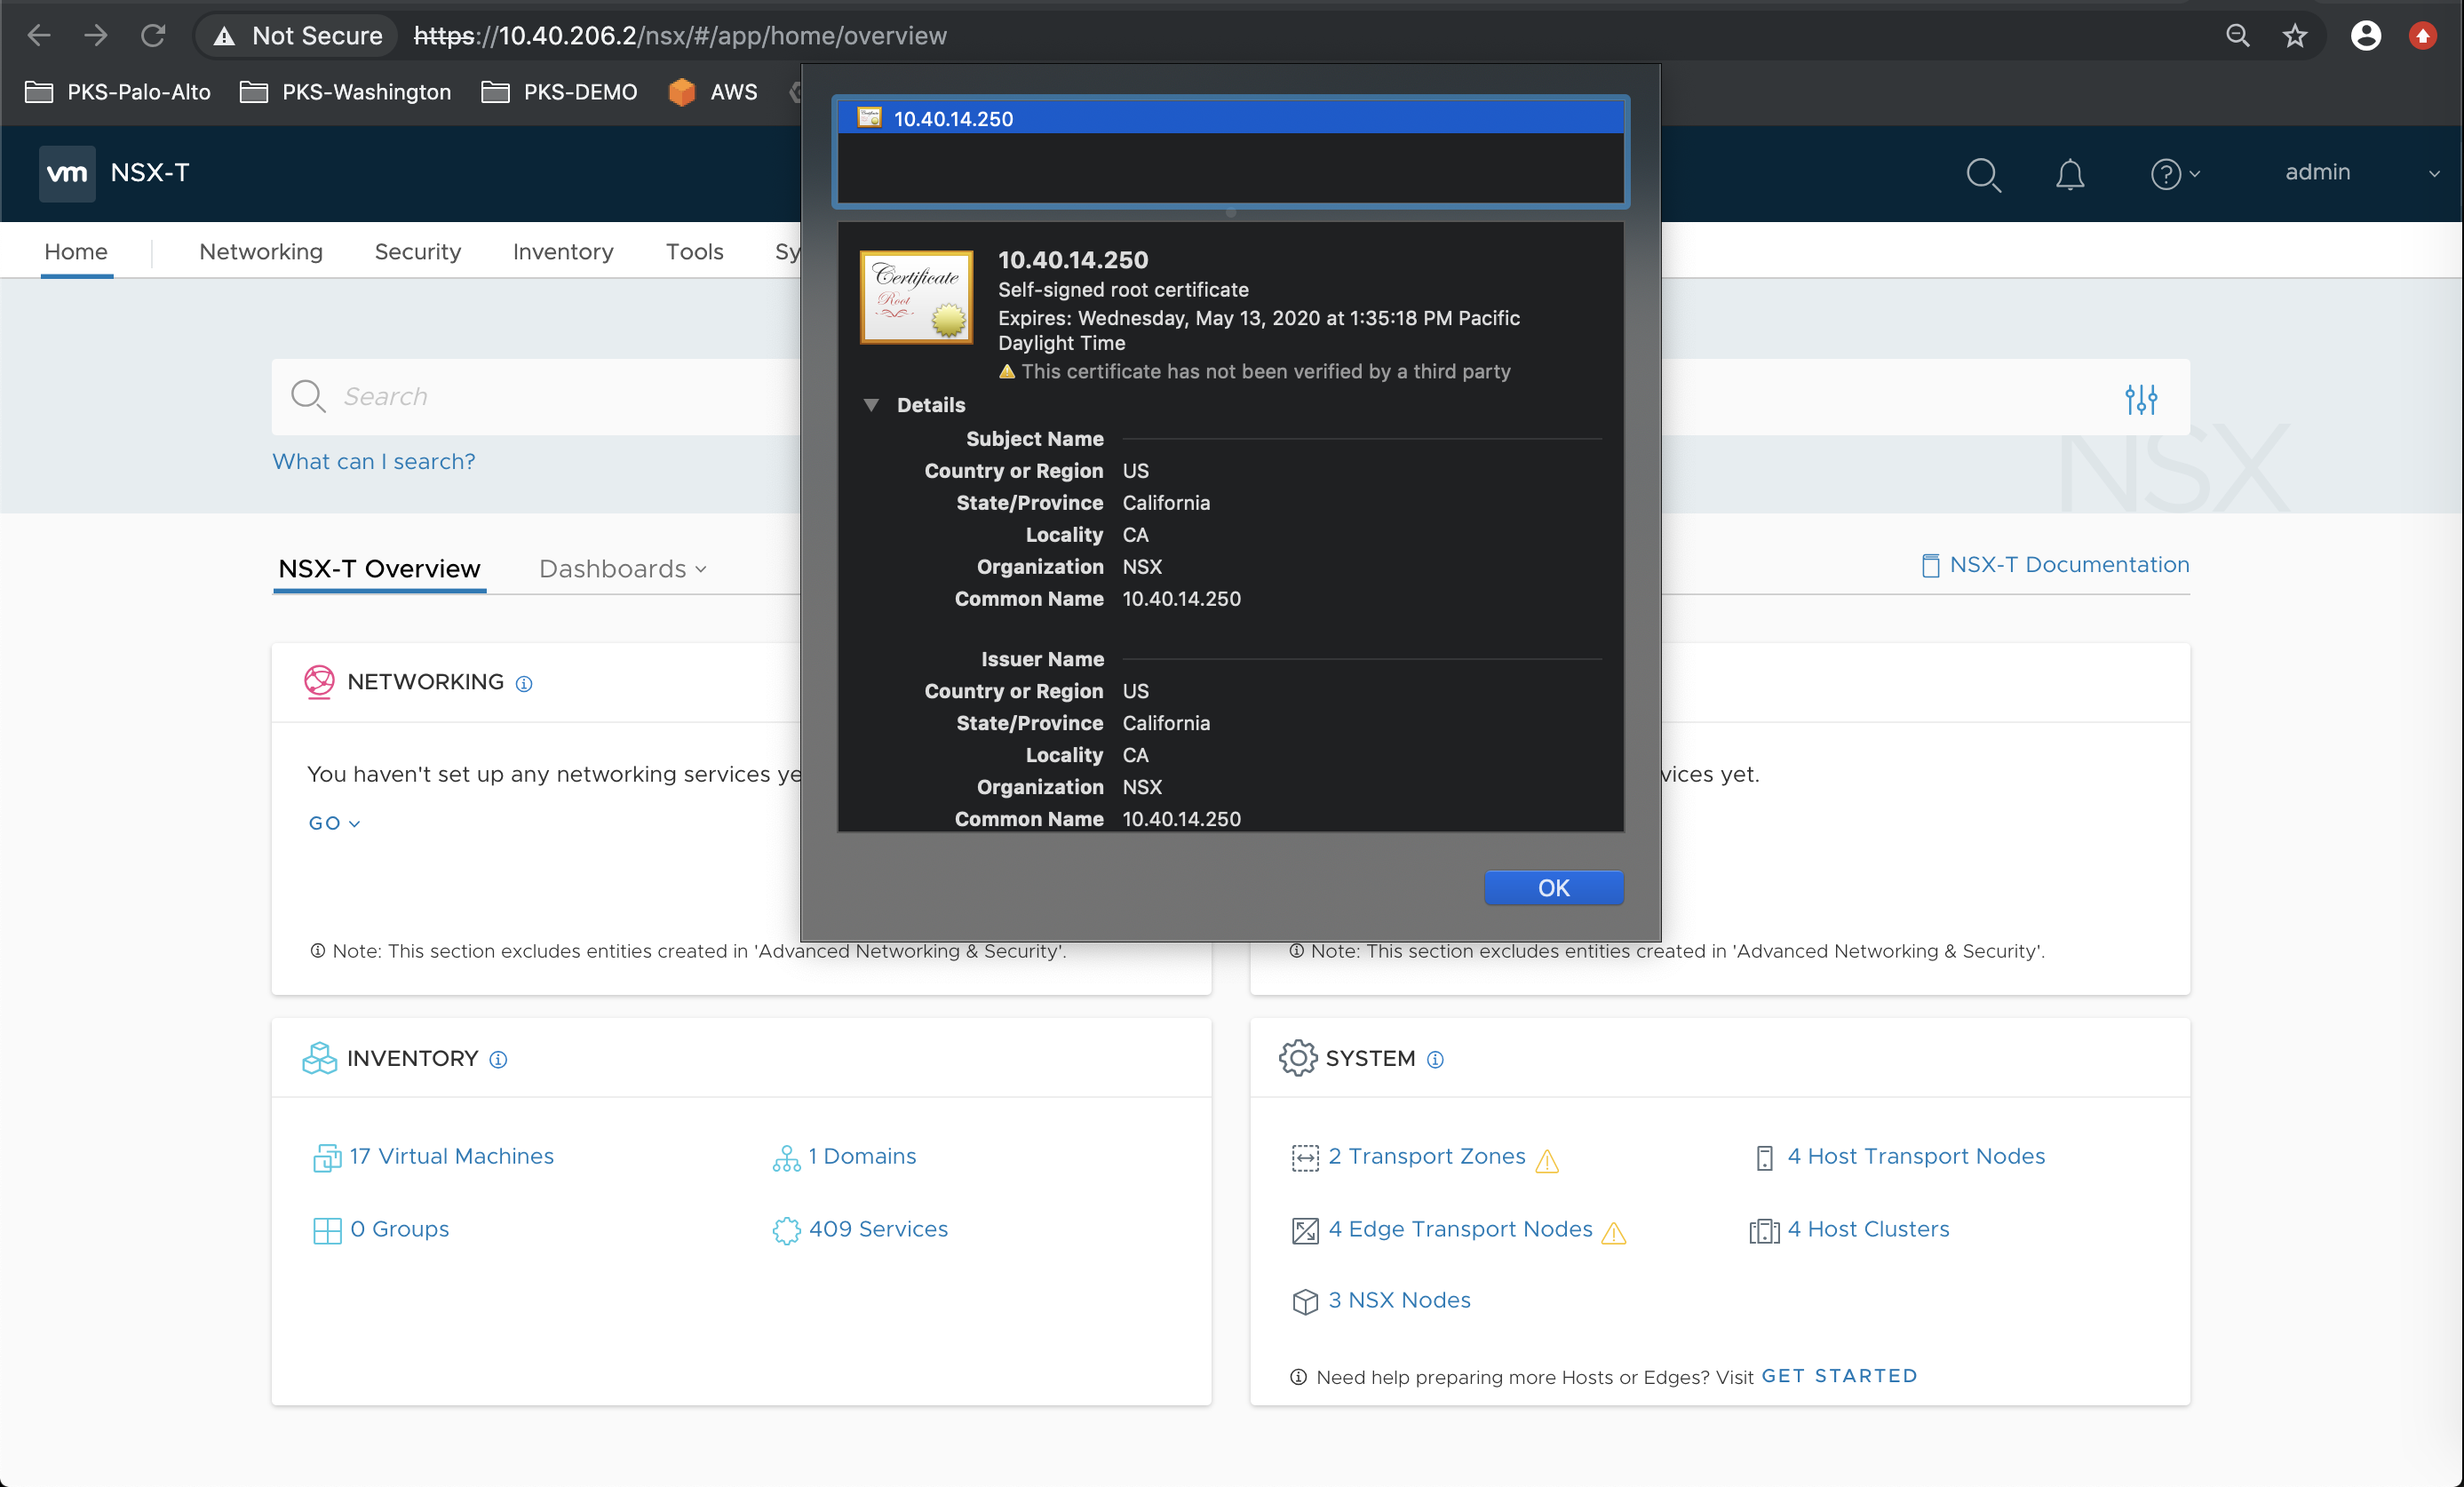 Not Secure https://10.40.206.2/nsx/#/app/home/overview
PKS-Palo-Alto PKS-Washington PKS-DEMO AWS
10.40.14.250
vm NSX-T
admin
Home Networking Security Inventory Tools Sy
10.40.14.250
Self-signed root certificate
Expires: Wednesday, May 13, 2020 at 1:35:18 PM Pacific
Daylight Time
This certificate has not been verified by a third party
Certificate
Root
Search
What can I search?
NSX
Details
Subject Name
Country or Region US
State/Province California
Locality CA
Organization NSX
Common Name 10.40.14.250
Issuer Name
Country or Region US
State/Province California
Locality CA
Organization NSX
Common Name 10.40.14.250
OK
NSX-T Overview Dashboards
NSX-T Documentation
NETWORKING
You haven't set up any networking services ye
GO
Note: This section excludes entities created in 'Advanced Networking & Security'.
vices yet.
Note: This section excludes entities created in 'Advanced Networking & Security'.
INVENTORY
17 Virtual Machines 1 Domains
0 Groups 409 Services
SYSTEM
2 Transport Zones 4 Host Transport Nodes
4 Edge Transport Nodes 4 Host Clusters
3 NSX Nodes
Need help preparing more Hosts or Edges? Visit GET STARTED